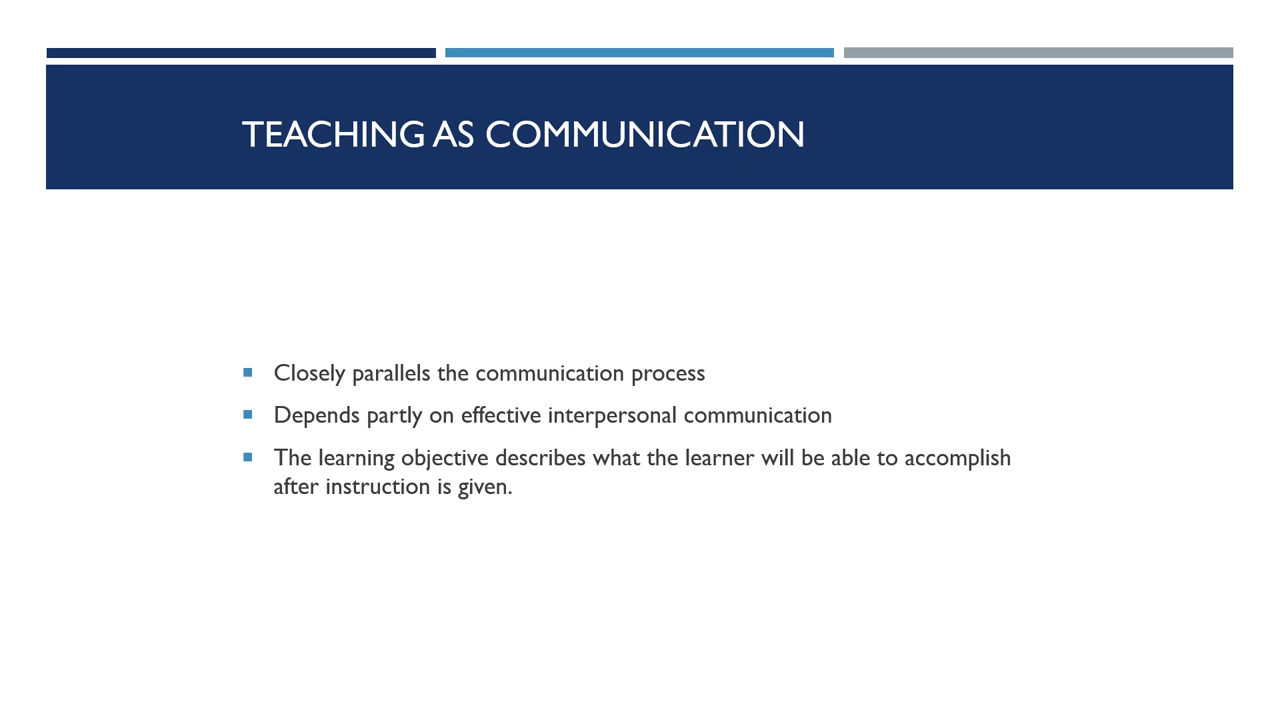 TEACHING AS COMMUNICATION
Closely parallels the communication process
Depends partly on effective interpersonal communication
The learning objective describes what the learner will be able to accomplish
after instruction is given.